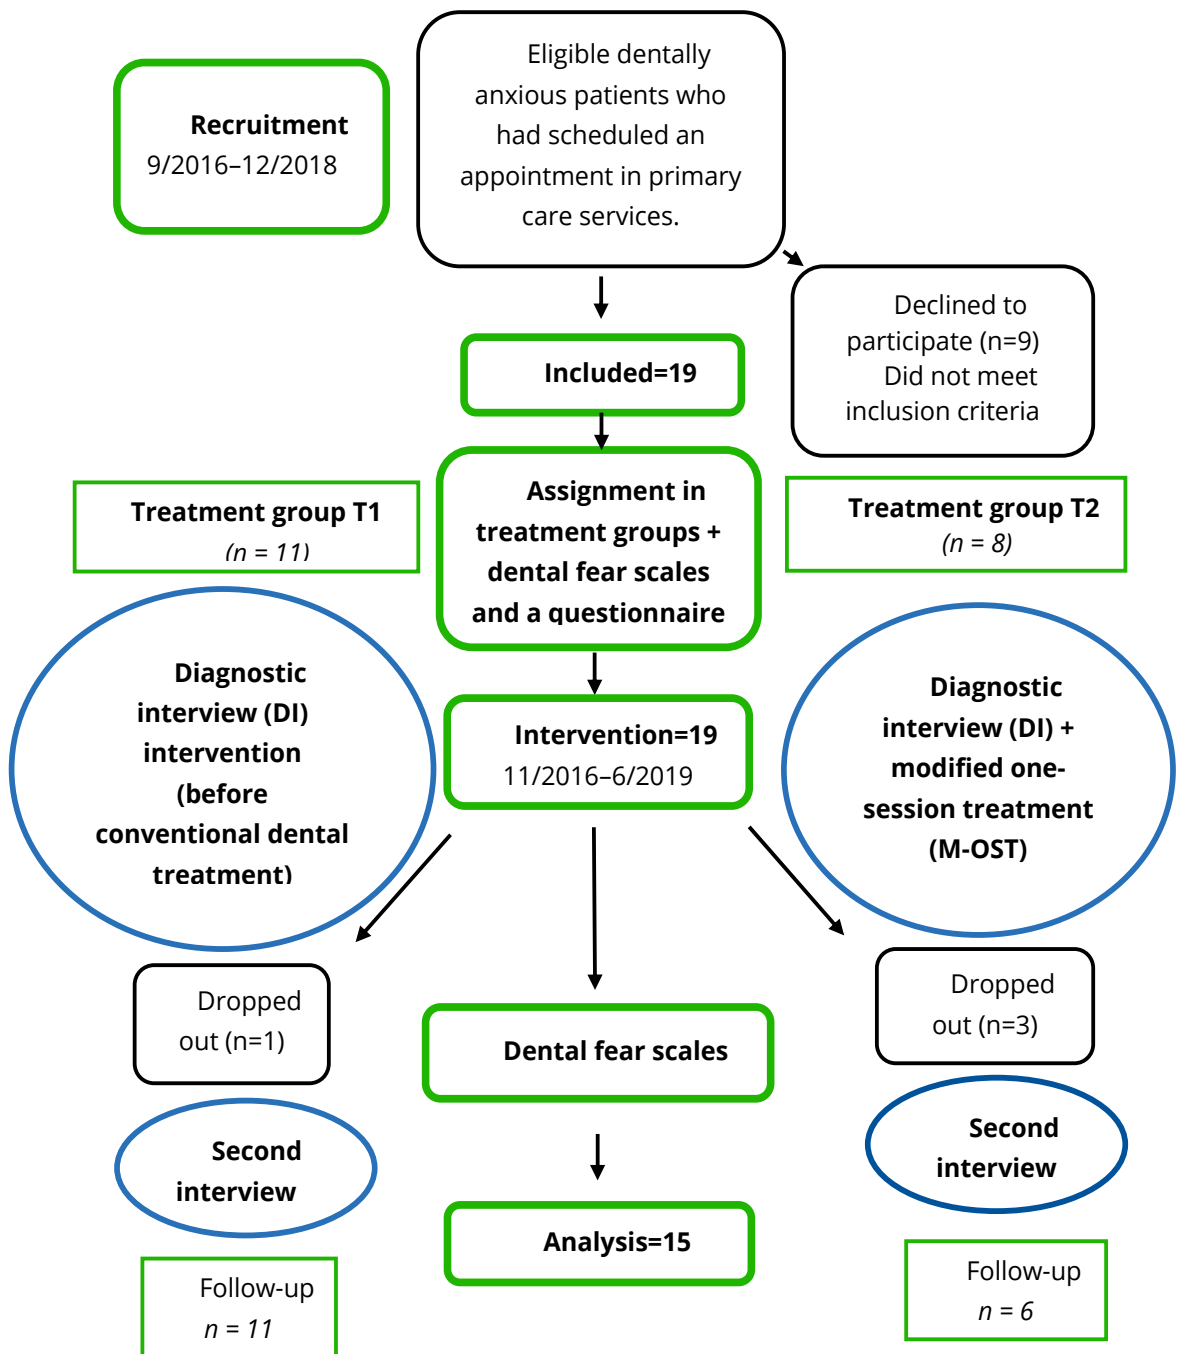 Recruitment
9/2016–12/2018
Eligible dentally
anxious patients who
had scheduled an
appointment in primary
care services.
Declined to
participate (n=9)
Did not meet
inclusion criteria
Included=19
Treatment group T1
(n = 11)
Assignment in
treatment groups +
dental fear scales
and a questionnaire
Treatment group T2
(n = 8)
Diagnostic
interview (DI)
intervention
(before
conventional dental
treatment)
Intervention=19
11/2016–6/2019
Diagnostic
interview (DI) +
modified one-
session treatment
(M-OST)
Dropped
out (n=1)
Dental fear scales
Dropped
out (n=3)
Second
interview
Analysis=15
Second
interview
Follow-up
n = 11
Follow-up
n = 6